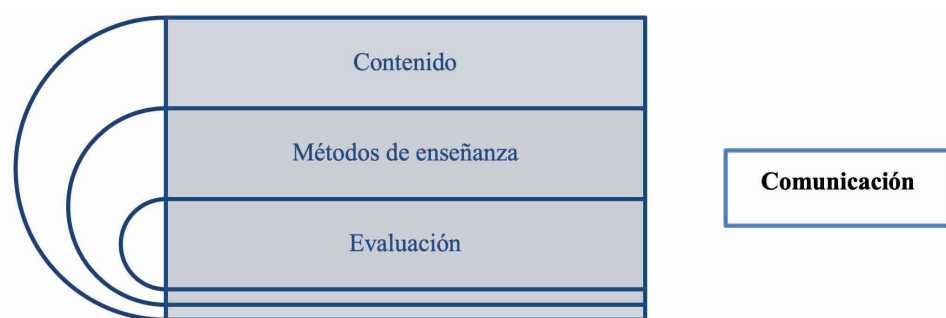 Contenido
Métodos de enseñanza
Evaluación
Comunicación